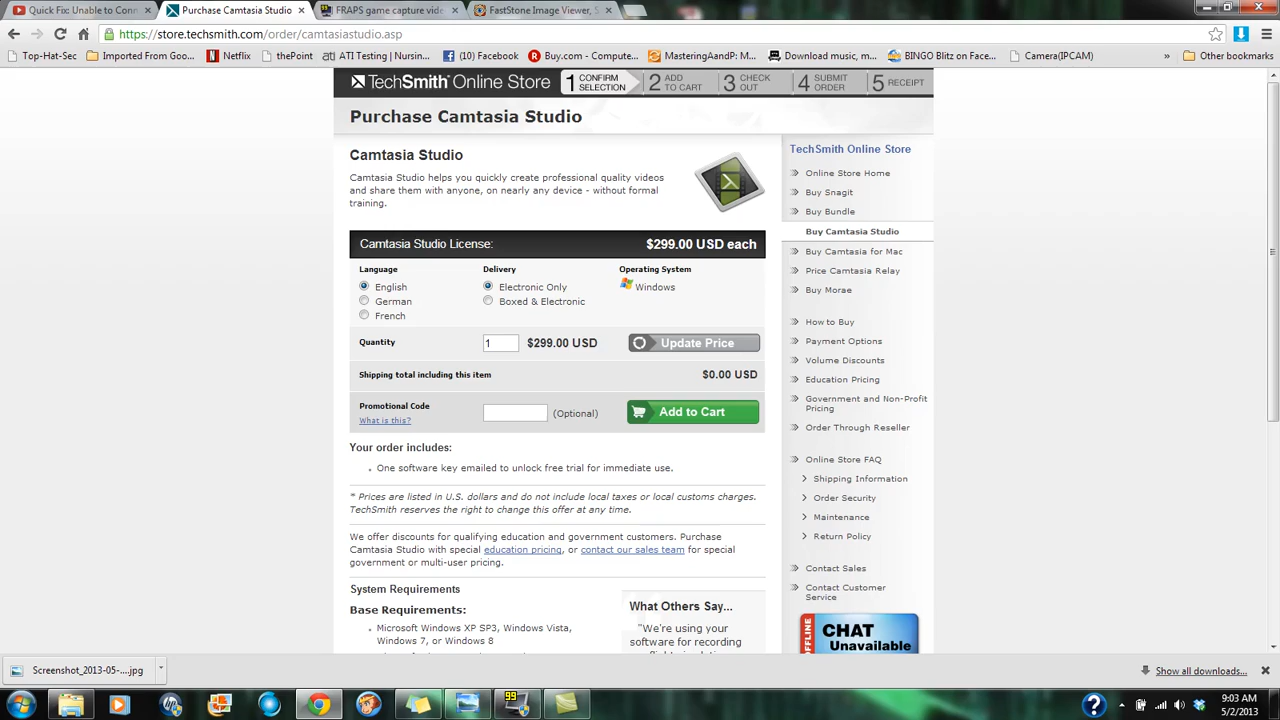 Quick Fix: Unable to Conn
Purchase Camtasia Studio
FRAPS game capture vide
FastStone Image Viewer, S
https://store.techsmith.com/order/camtasiastudio.asp
Top-Hat-Ser...
Imported From Goo...
Netflix
thePoint
ATI Testing | Nursin...
(10) Facebook
Buy.com - Compute...
MasteringAandP: M...
Download music, m...
BINGO Blitz on Face...
Camera(IPCAM)
»
Other bookmarks
TechSmith Online Store
1 CONFIRM SELECTION
2 ADD TO CART
3 CHECK OUT
4 SUBMIT ORDER
5 RECEIPT
Purchase Camtasia Studio
Camtasia Studio
Camtasia Studio helps you quickly create professional quality videos
and share them with anyone, on nearly any device - without formal
training.
Camtasia Studio License: $299.00 USD each
Language Delivery Operating System
English Electronic Only Windows
German Boxed & Electronic
French
Quantity 1 $299.00 USD Update Price
Shipping total including this item $0.00 USD
Promotional Code (Optional) Add to Cart
What is this?
Your order includes:
One software key emailed to unlock free trial for immediate use.
* Prices are listed in U.S. dollars and do not include local taxes or local customs charges.
TechSmith reserves the right to change this offer at any time.
We offer discounts for qualifying education and government customers. Purchase
Camtasia Studio with special education pricing, or contact our sales team for special
government or multi-user pricing.
System Requirements
Base Requirements:
Microsoft Windows XP SP3, Windows Vista,
Windows 7, or Windows 8
What Others Say...
"We're using your
software for recording
TechSmith Online Store
Online Store Home
Buy Snagit
Buy Bundle
Buy Camtasia Studio
Buy Camtasia for Mac
Price Camtasia Relay
Buy Morae
How to Buy
Payment Options
Volume Discounts
Education Pricing
Government and Non-Profit
Pricing
Order Through Reseller
Online Store FAQ
Shipping Information
Order Security
Maintenance
Return Policy
Contact Sales
Contact Customer
Service
OFFLINE
CHAT
Unavailable
Screenshot_2013-05-....jpg
Show all downloads...
99
9:03 AM
5/2/2013